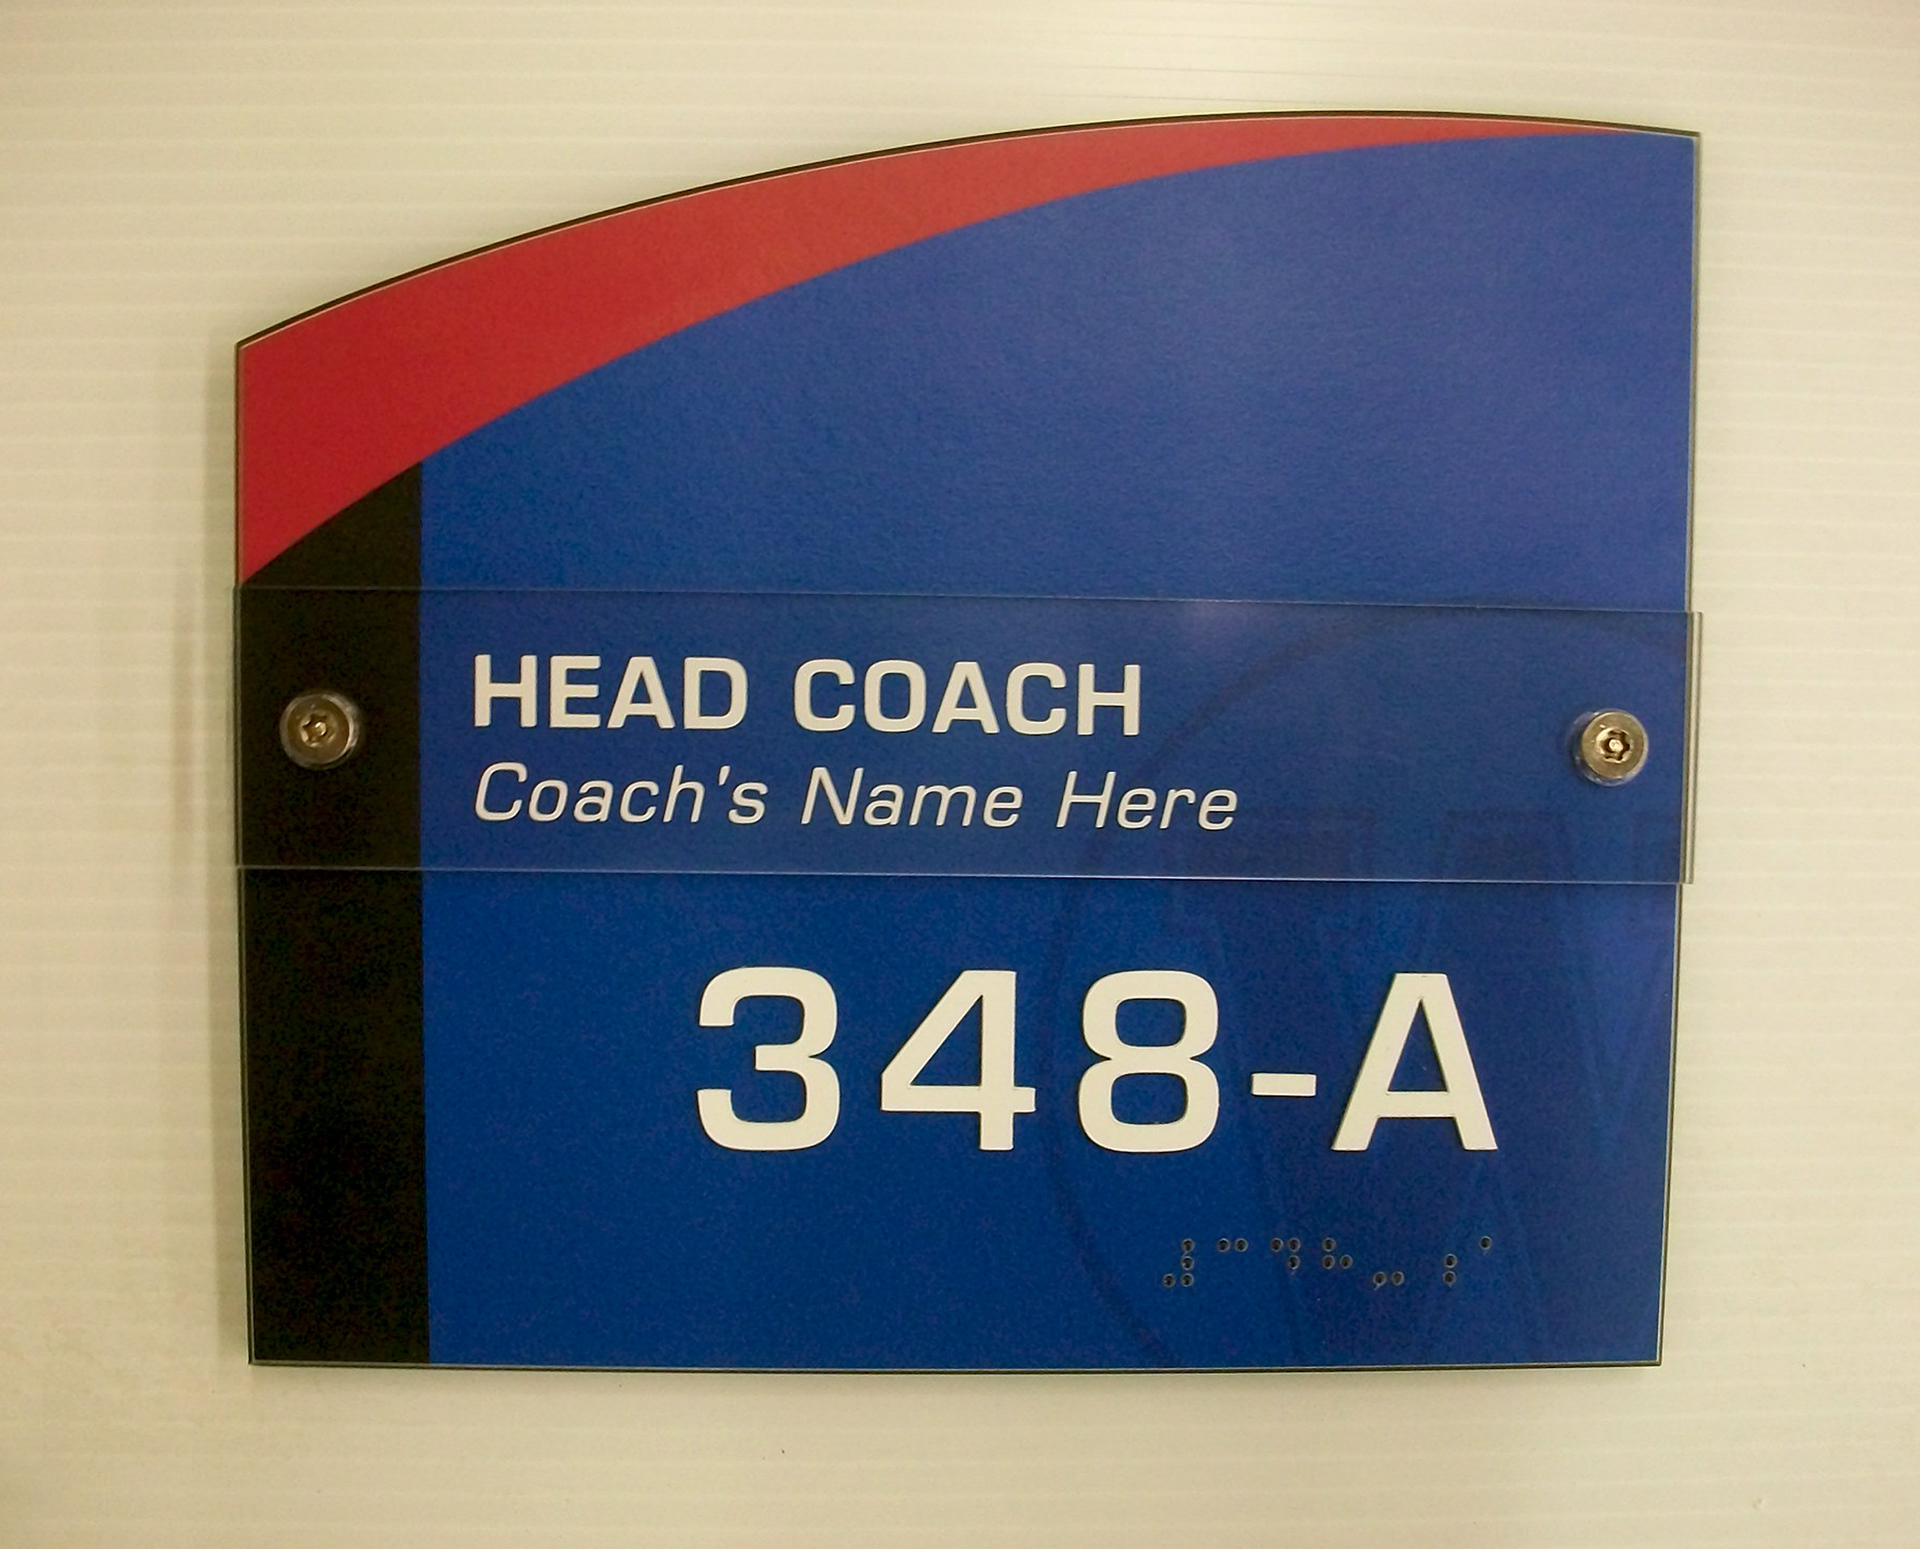 HEAD COACH
Coach's Name Here
348-A
⠼⠉⠙⠓⠤⠰⠁